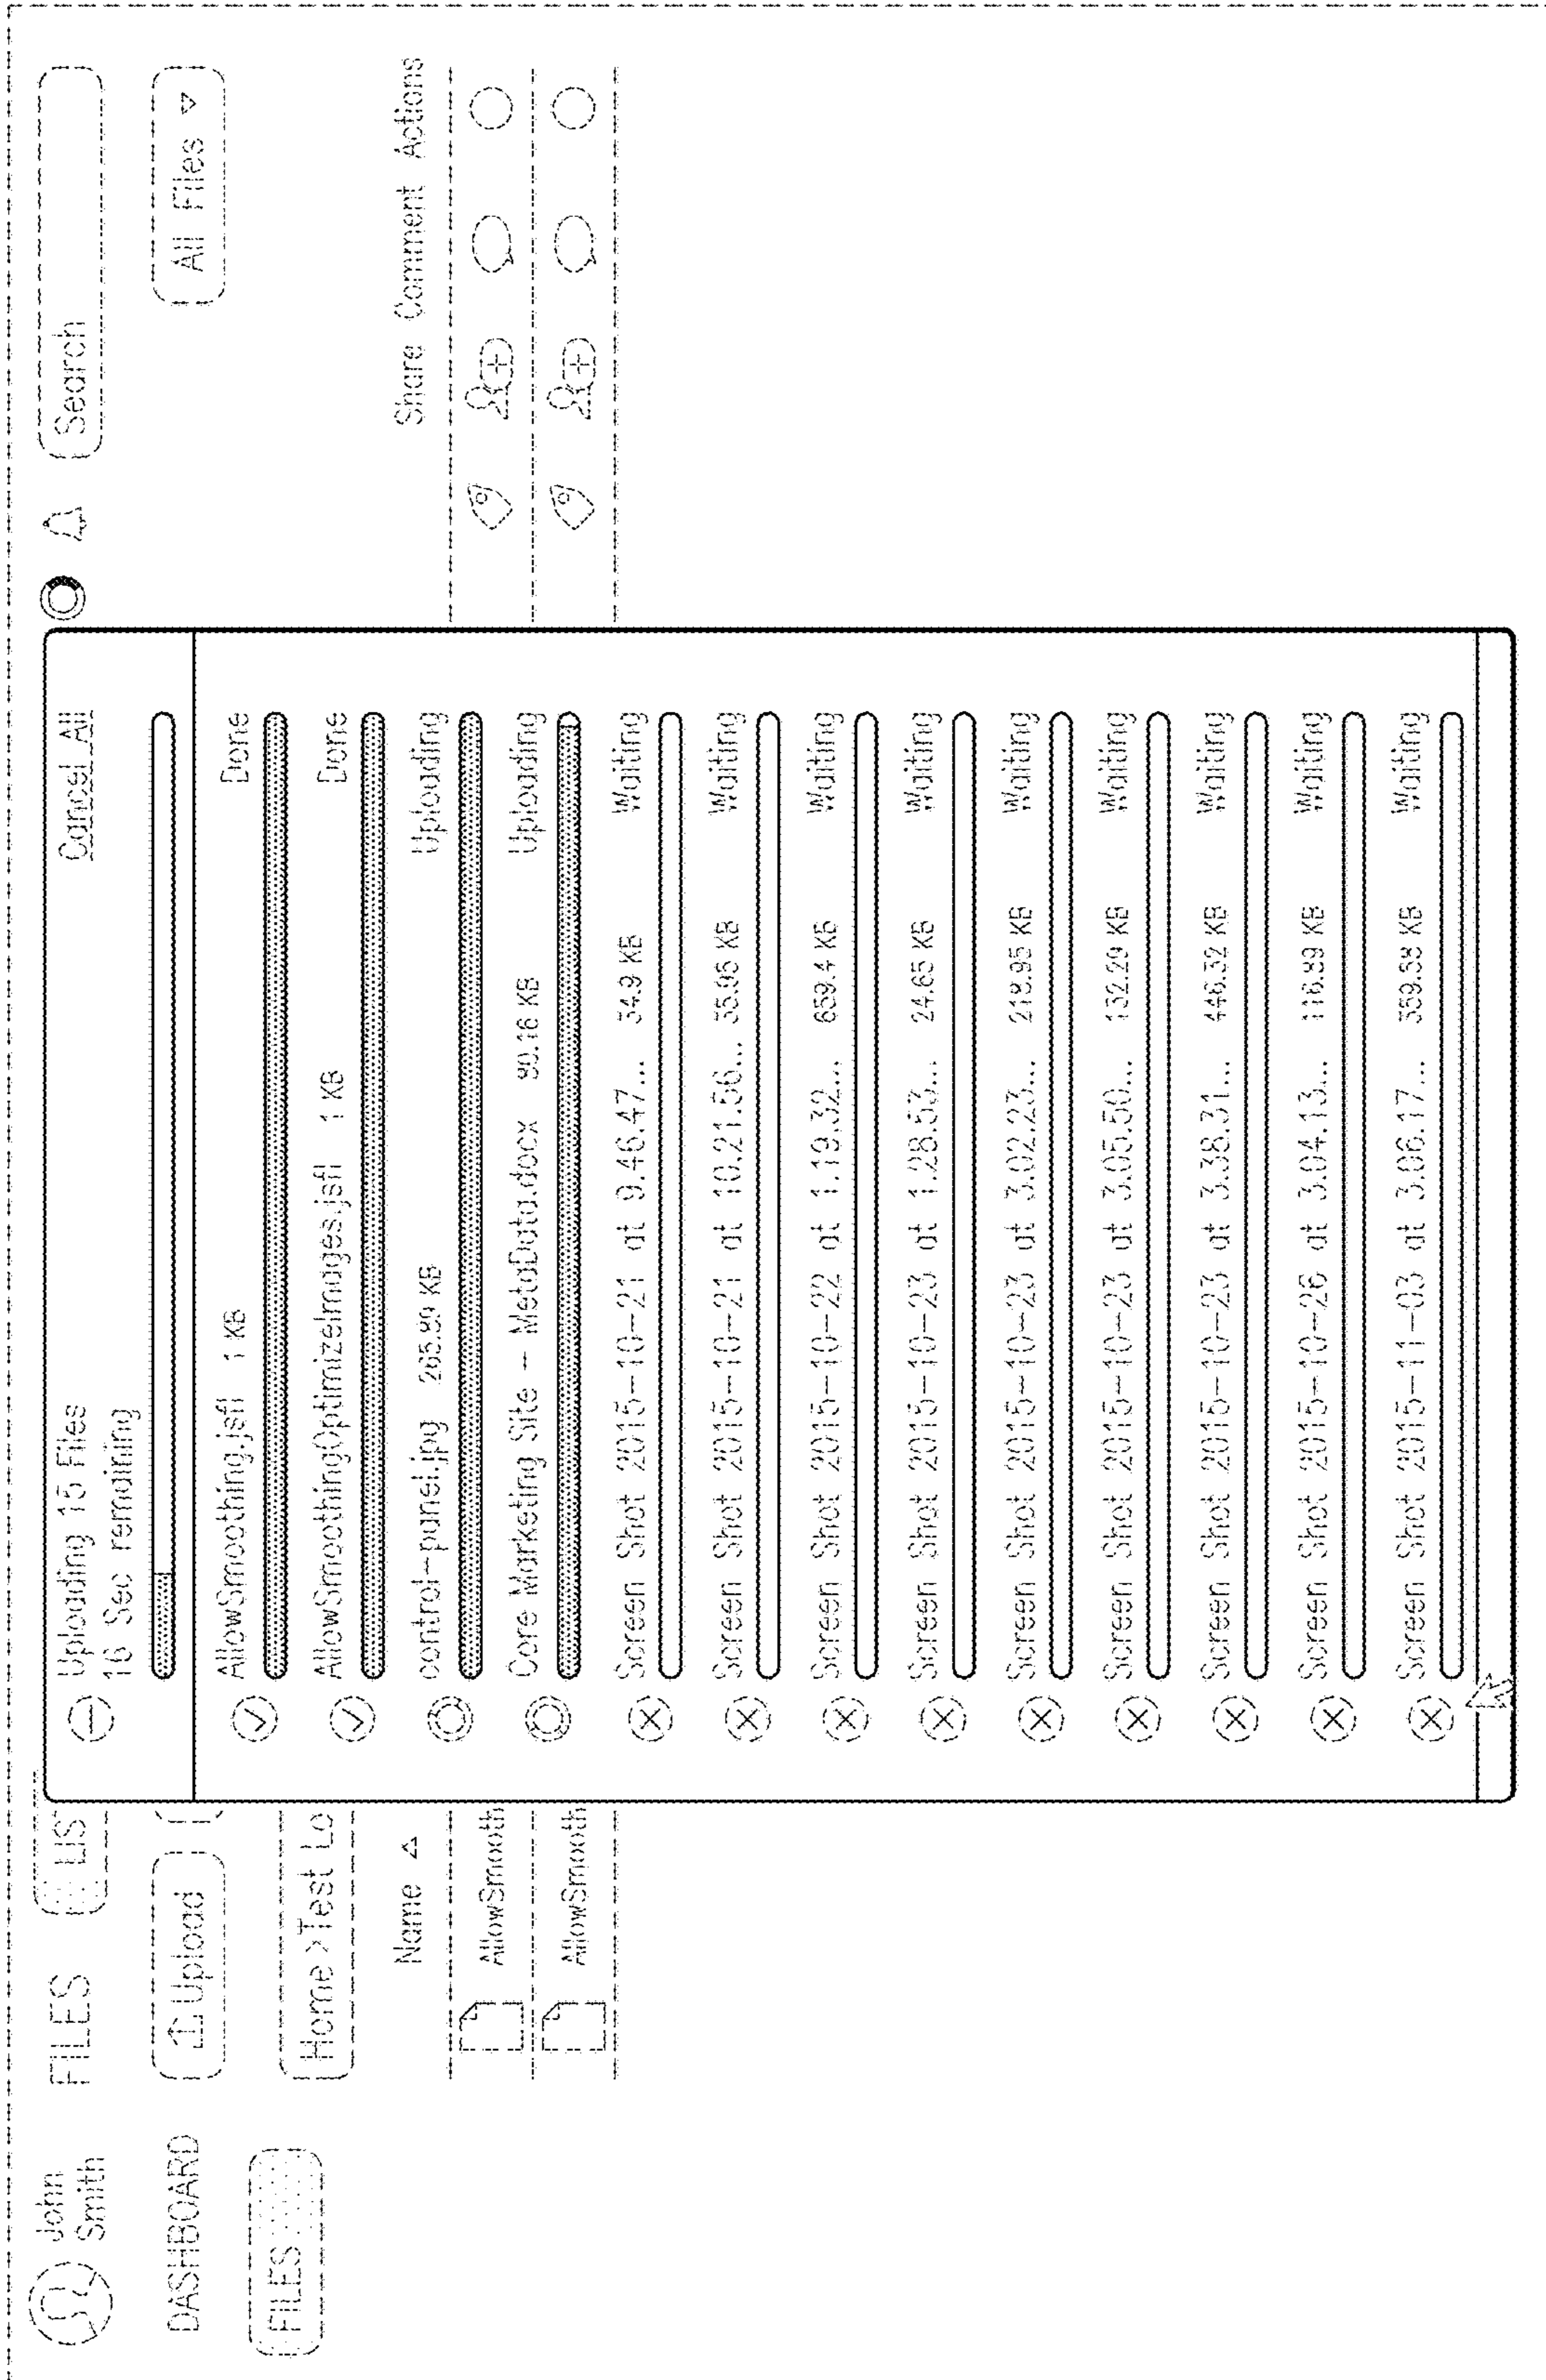 John
Smith
FILES
LIS
Search
DASHBOARD
Upload
All Files
FILES
Home >Test Lo
Name
Share Comment Actions
AllowSmooth
AllowSmooth
Uploading 15 Files
Cancel All
16 Sec remaining
AllowSmoothing.jsfl 1 KB Done
AllowSmoothingOptimizeImages.jsfl 1 KB Done
control-panel.jpg 265.89 KB Uploading
Core Marketing Site - MetaData.docx 80.16 KB Uploading
Screen Shot 2015-10-21 at 9.46.47... 34.9 KB Waiting
Screen Shot 2015-10-21 at 10.21.56... 35.95 KB Waiting
Screen Shot 2015-10-22 at 1.19.32... 659.4 KB Waiting
Screen Shot 2015-10-23 at 1.28.53... 24.65 KB Waiting
Screen Shot 2015-10-23 at 3.02.23... 218.95 KB Waiting
Screen Shot 2015-10-23 at 3.05.50... 132.29 KB Waiting
Screen Shot 2015-10-23 at 3.38.31... 446.32 KB Waiting
Screen Shot 2015-10-26 at 3.04.13... 116.89 KB Waiting
Screen Shot 2015-11-03 at 3.06.17... 359.38 KB Waiting